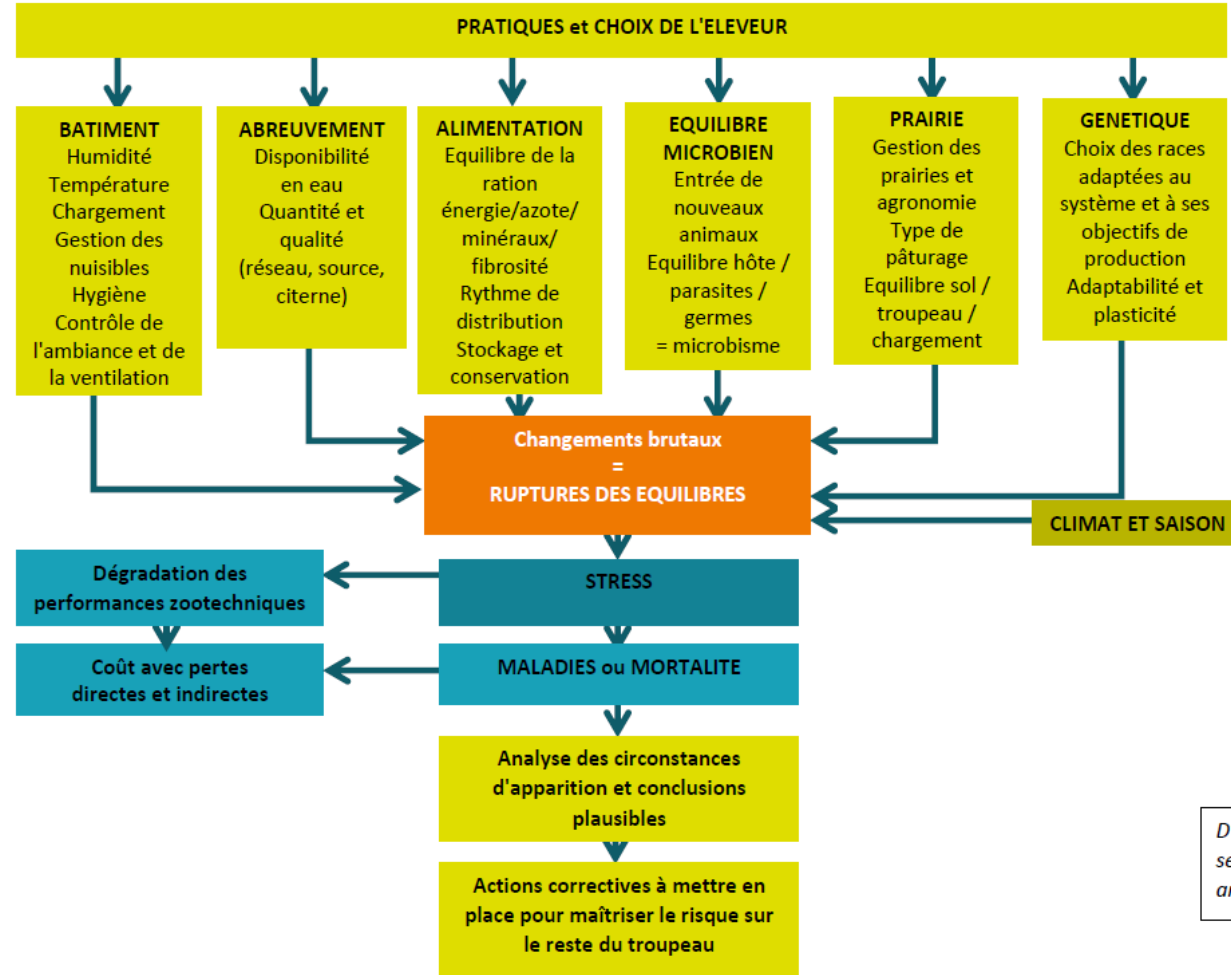 PRATIQUES et CHOIX DE L'ELEVEUR
BATIMENT
Humidité
Température
Chargement
Gestion des
nuisibles
Hygiène
Contrôle de
l'ambiance et de
la ventilation
ABREUVEMENT
Disponibilité
en eau
Quantité et
qualité
(réseau, source,
citerne)
ALIMENTATION
Equilibre de la
ration
énergie/azote/
minéraux/
fibrosité
Rythme de
distribution
Stockage et
conservation
EQUILIBRE
MICROBIEN
Entrée de
nouveaux
animaux
Equilibre hôte /
parasites /
germes
= microbisme
PRAIRIE
Gestion des
prairies et
agronomie
Type de
pâturage
Equilibre sol /
troupeau /
chargement
GENETIQUE
Choix des races
adaptées au
système et à ses
objectifs de
production
Adaptabilité et
plasticité
Changements brutaux
=
RUPTURES DES EQUILIBRES
CLIMAT ET SAISON
Dégradation des
performances zootechniques
STRESS
Coût avec pertes
directes et indirectes
MALADIES ou MORTALITE
Analyse des circonstances
d'apparition et conclusions
plausibles
Actions correctives à mettre en
place pour maîtriser le risque sur
le reste du troupeau